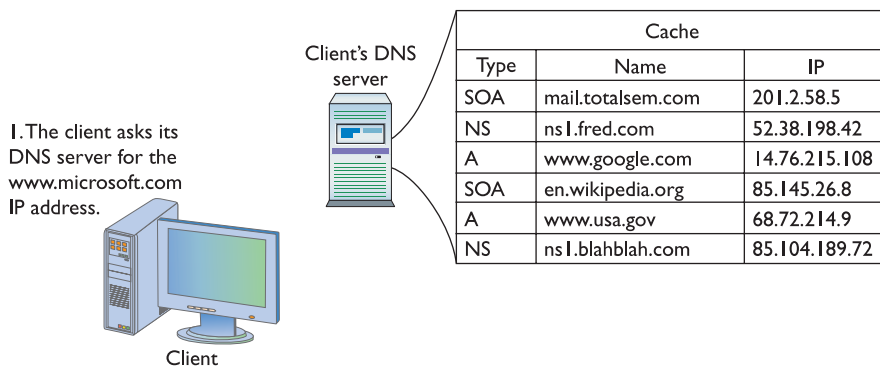 Client's DNS
server
Cache
Type Name IP
SOA mail.totalsem.com 201.2.58.5
NS ns1.fred.com 52.38.198.42
A www.google.com 14.76.215.108
SOA en.wikipedia.org 85.145.26.8
A www.usa.gov 68.72.214.9
NS ns1.blahblah.com 85.104.189.72
1. The client asks its
DNS server for the
www.microsoft.com
IP address.
Client